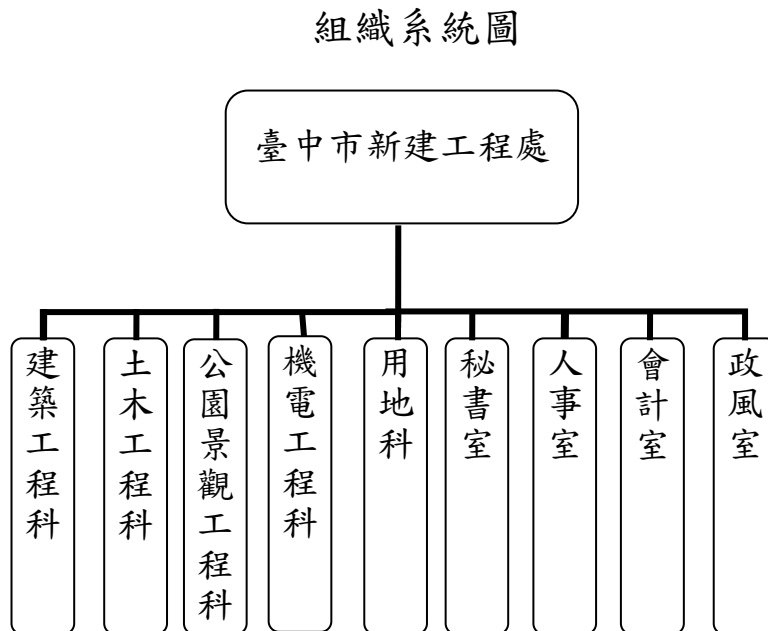 組織系統圖
臺中市新建工程處
建築工程科
土木工程科
公園景觀工程科
機電工程科
用地科
秘書室
人事室
會計室
政風室